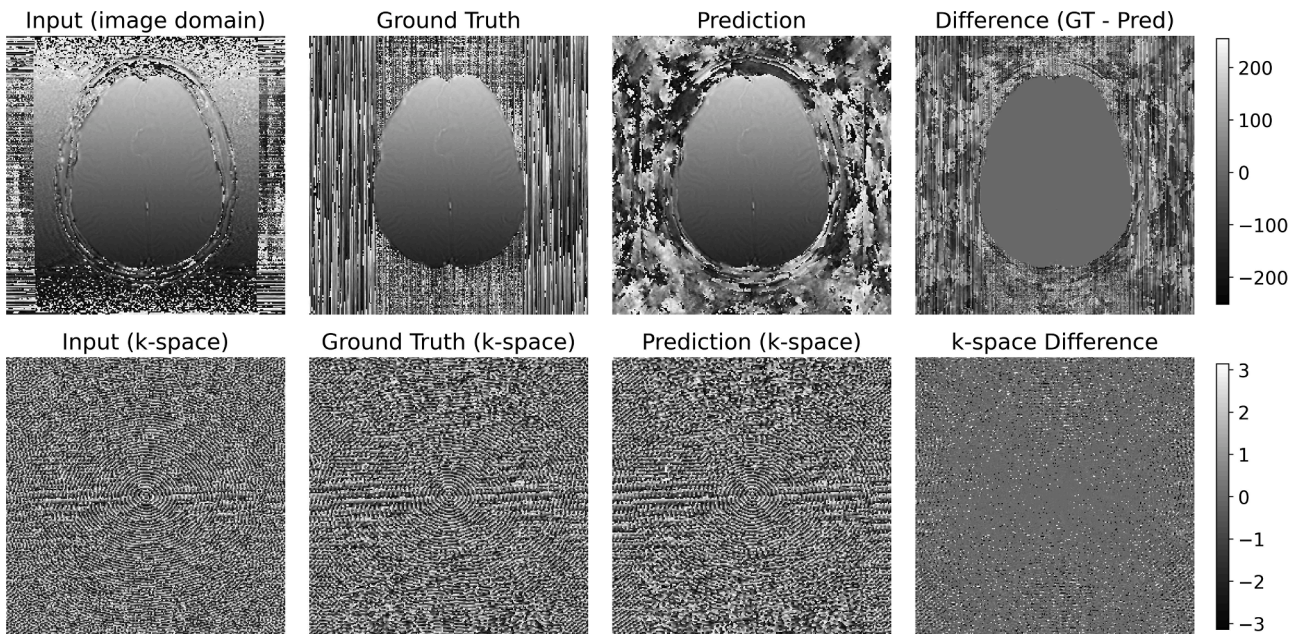 Input (image domain)
Ground Truth
Prediction
Difference (GT - Pred)
200
100
0
−100
−200
Input (k-space)
Ground Truth (k-space)
Prediction (k-space)
k-space Difference
3
2
1
0
−1
−2
−3